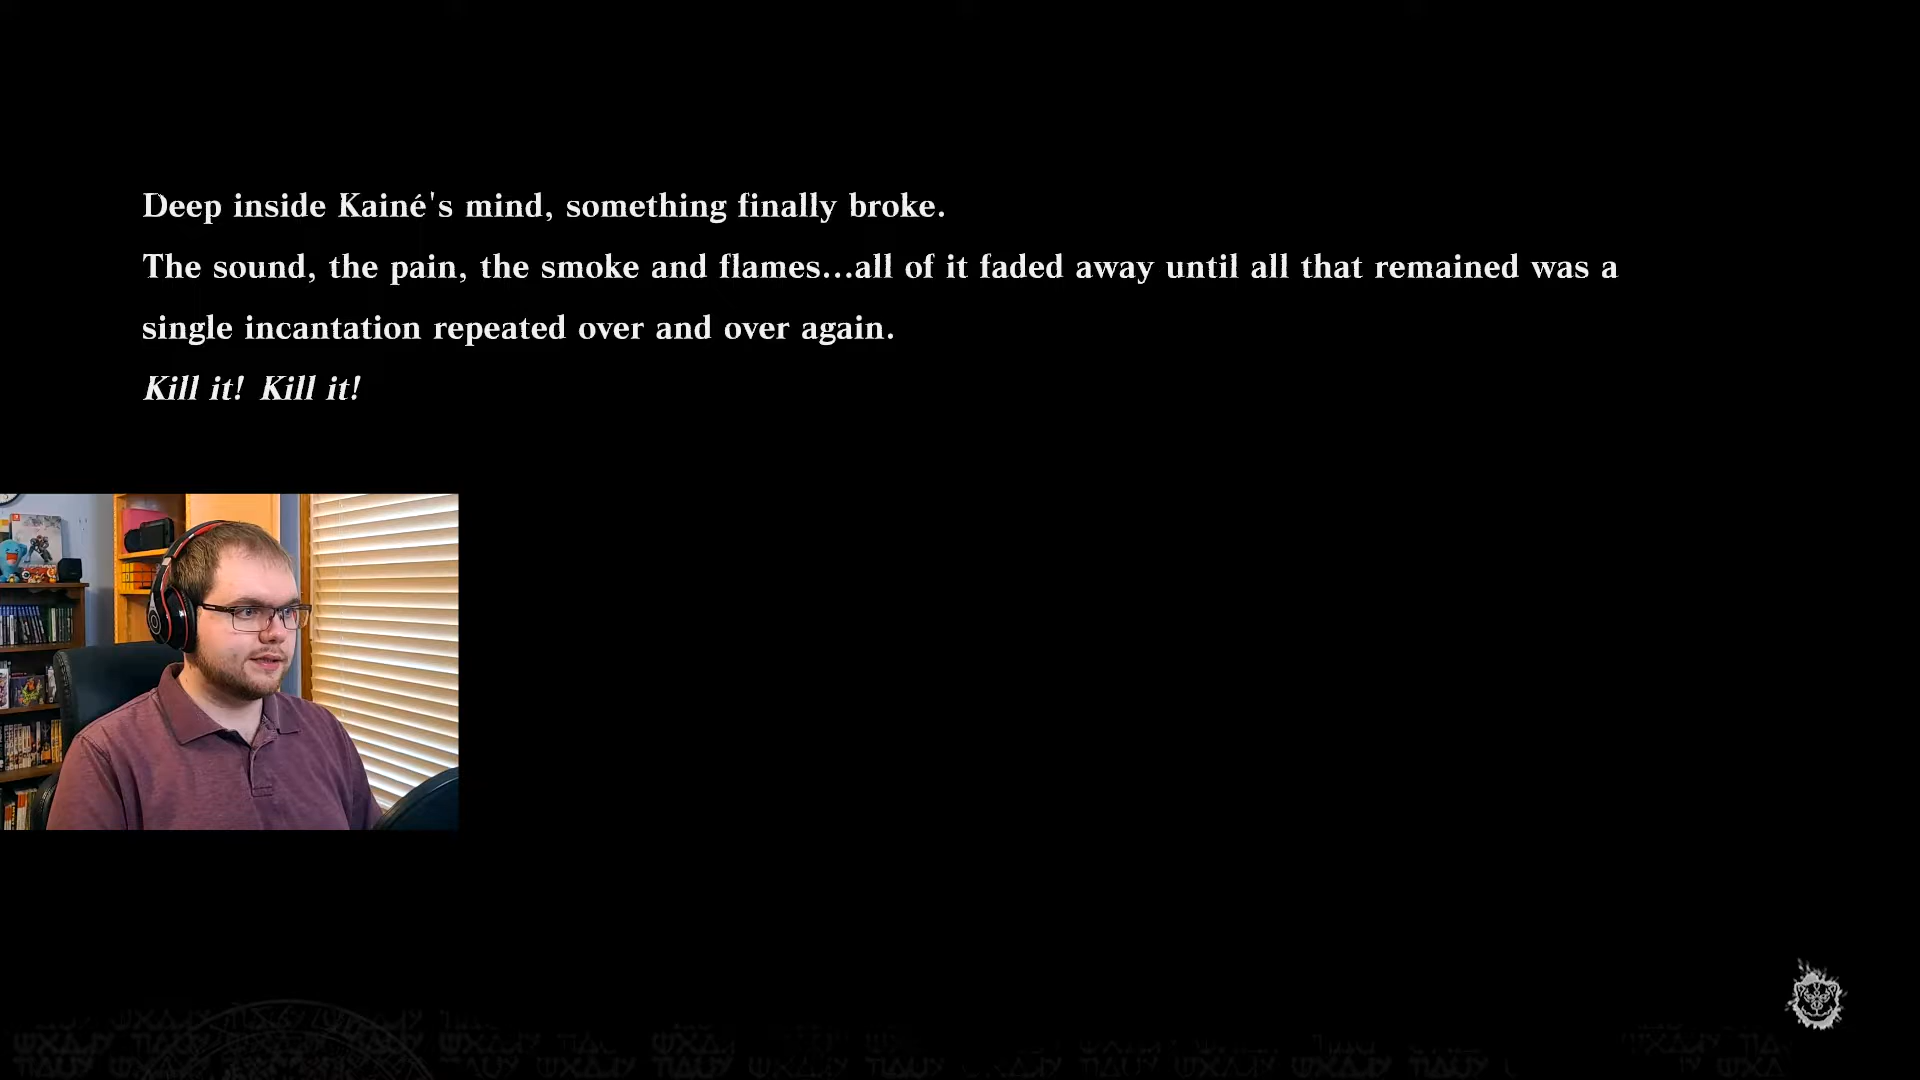 Deep inside Kainé's mind, something finally broke.
The sound, the pain, the smoke and flames...all of it faded away until all that remained was a
single incantation repeated over and over again.
Kill it! Kill it!